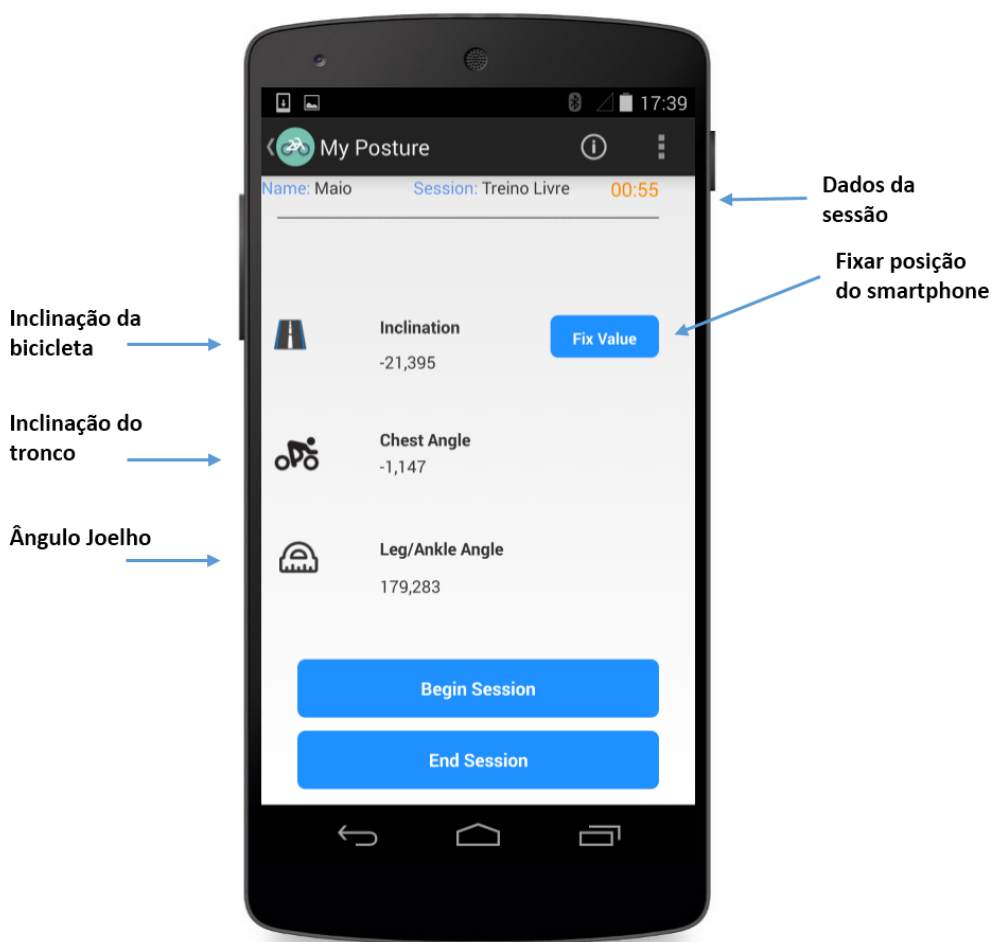 17:39
My Posture
Name: Maio Session: Treino Livre 00:55
Dados da
sessão
Fixar posição
do smartphone
Inclinação da
bicicleta
Inclination
-21,395
Fix Value
Inclinação do
tronco
Chest Angle
-1,147
Ângulo Joelho
Leg/Ankle Angle
179,283
Begin Session
End Session